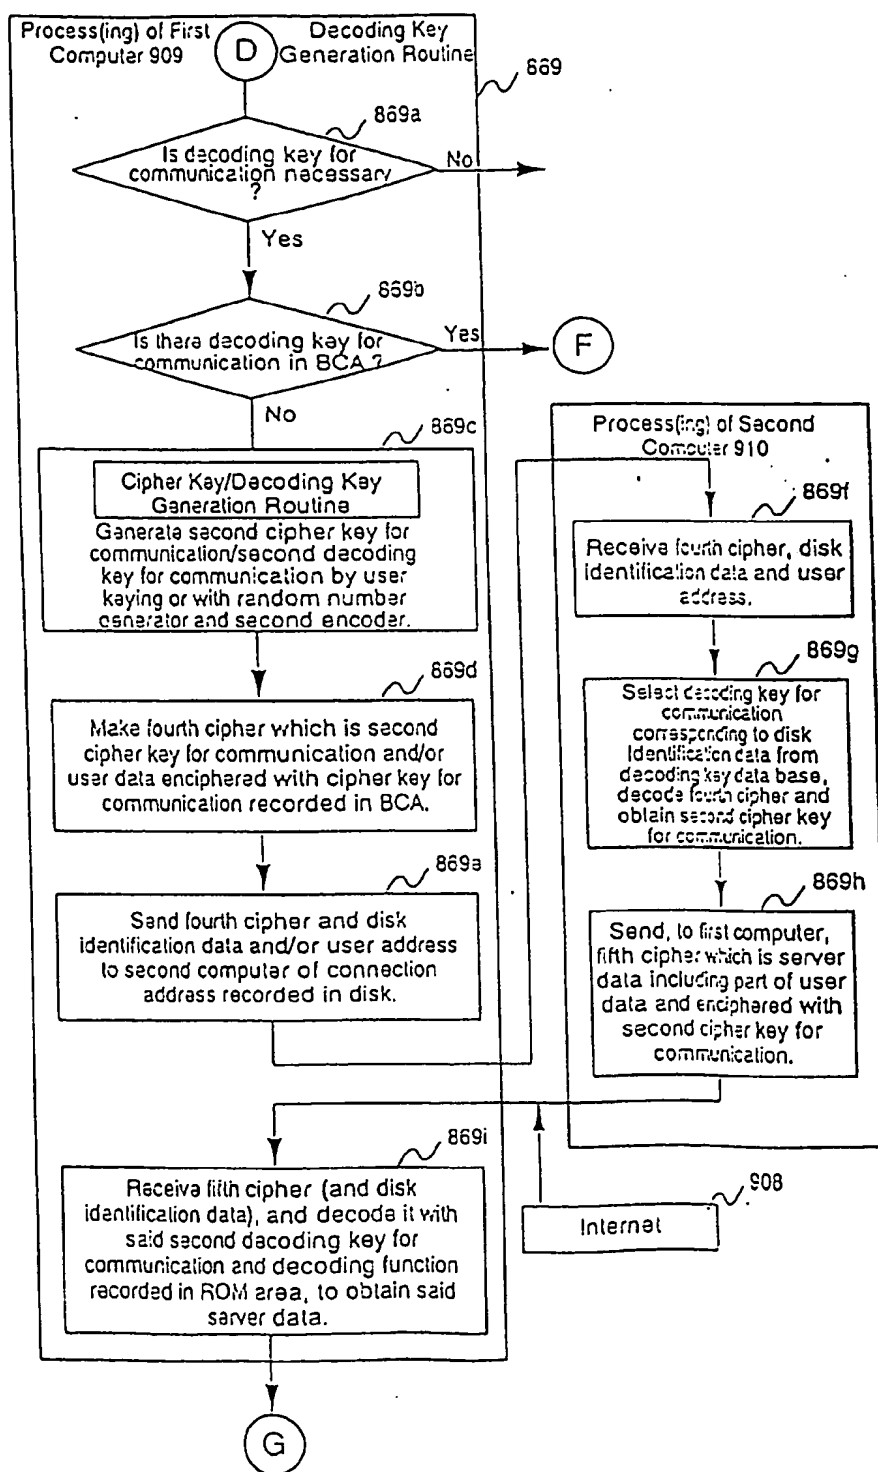 Process(ing) of First
Computer 909
D
Decoding Key
Generation Routine
669
869a
Is decoding key for
communication necessary
?
No
Yes
869b
Is there decoding key for
communication in BCA ?
Yes
F
No
869c
Cipher Key/Decoding Key
Generation Routine
Generate second cipher key for
communication/second decoding
key for communication by user
keying or with random number
generator and second encoder.
869d
Make fourth cipher which is second
cipher key for communication and/or
user data enciphered with cipher key for
communication recorded in BCA.
869e
Send fourth cipher and disk
identification data and/or user address
to second computer of connection
address recorded in disk.
Process(ing) of Second
Computer 910
869f
Receive fourth cipher, disk
identification data and user
address.
869g
Select decoding key for
communication
corresponding to disk
identification data from
decoding key data base,
decode fourth cipher and
obtain second cipher key
for communication.
869h
Send, to first computer,
fifth cipher which is server
data including part of user
data and enciphered with
second cipher key for
communication.
908
Internet
869i
Receive fifth cipher (and disk
identification data), and decode it with
said second decoding key for
communication and decoding function
recorded in ROM area, to obtain said
server data.
G